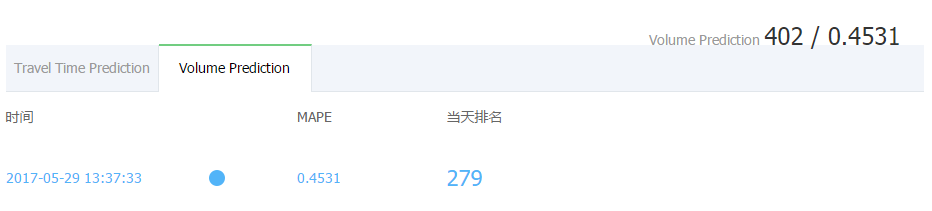 Volume Prediction 402 / 0.4531
Travel Time Prediction Volume Prediction
时间 MAPE 当天排名
2017-05-29 13:37:33 0.4531 279